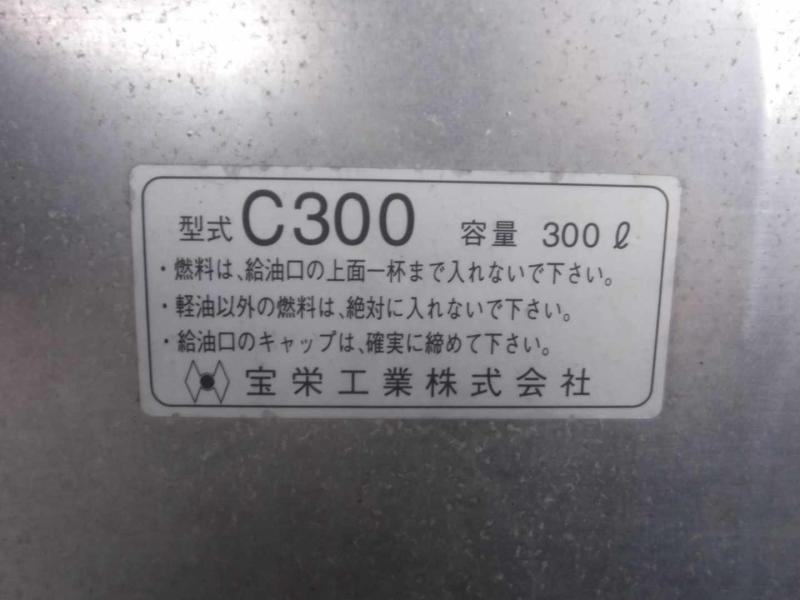 型式 C300 容量 300ℓ
・燃料は、給油口の上面一杯まで入れないで下さい。
・軽油以外の燃料は、絶対に入れないで下さい。
・給油口のキャップは、確実に締めて下さい。
宝栄工業株式会社